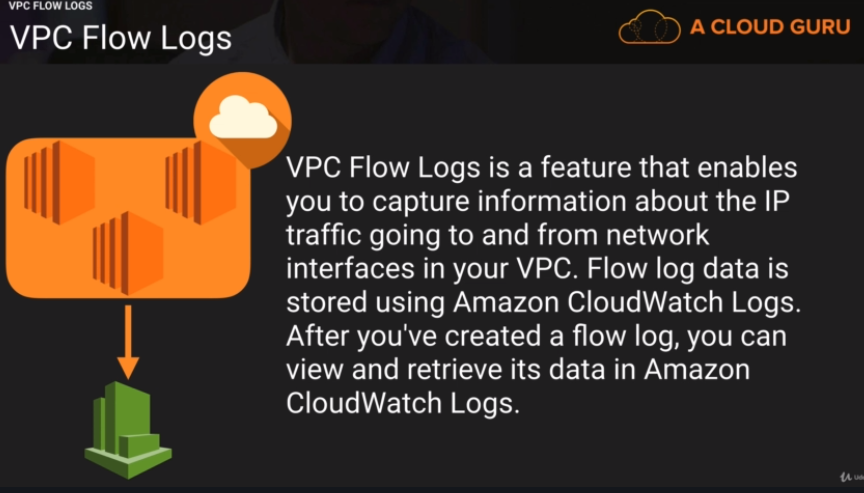 VPC FLOW LOGS
VPC Flow Logs
A CLOUD GURU
VPC Flow Logs is a feature that enables
you to capture information about the IP
traffic going to and from network
interfaces in your VPC. Flow log data is
stored using Amazon CloudWatch Logs.
After you've created a flow log, you can
view and retrieve its data in Amazon
CloudWatch Logs.